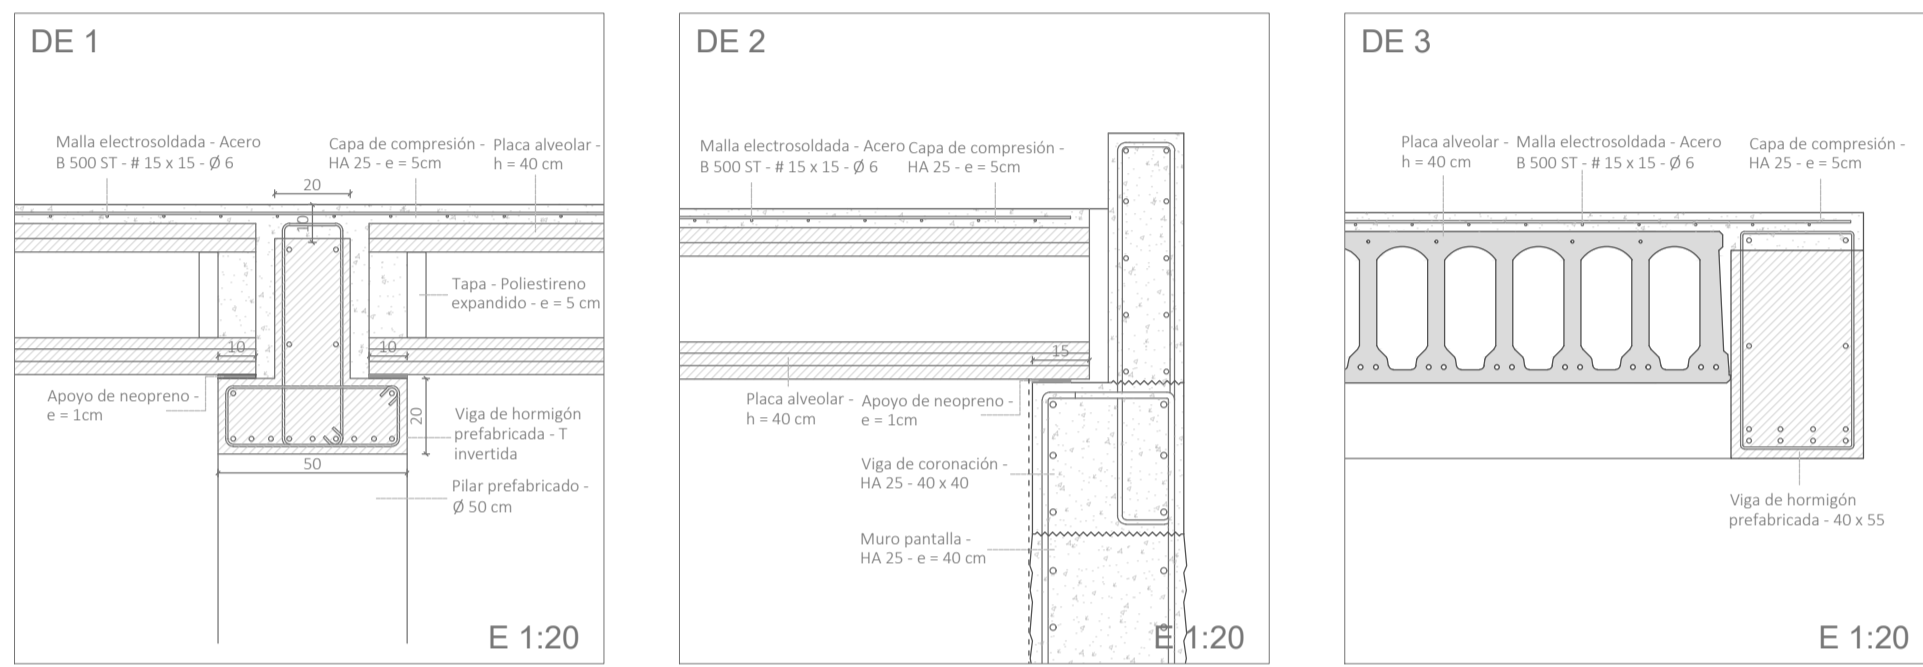 DE 1
Malla electrosoldada - Acero
B 500 ST - # 15 x 15 - Ø 6
Capa de compresión -
HA 25 - e = 5cm
Placa alveolar -
h = 40 cm
20
10
Tapa - Poliestireno
expandido - e = 5 cm
10
10
Apoyo de neopreno -
e = 1cm
20
Viga de hormigón
prefabricada - T
invertida
50
Pilar prefabricado -
Ø 50 cm
E 1:20
DE 2
Malla electrosoldada - Acero
B 500 ST - # 15 x 15 - Ø 6
Capa de compresión -
HA 25 - e = 5cm
15
Placa alveolar -
h = 40 cm
Apoyo de neopreno -
e = 1cm
Viga de coronación -
HA 25 - 40 x 40
Muro pantalla -
HA 25 - e = 40 cm
E 1:20
DE 3
Placa alveolar -
h = 40 cm
Malla electrosoldada - Acero
B 500 ST - # 15 x 15 - Ø 6
Capa de compresión -
HA 25 - e = 5cm
Viga de hormigón
prefabricada - 40 x 55
E 1:20